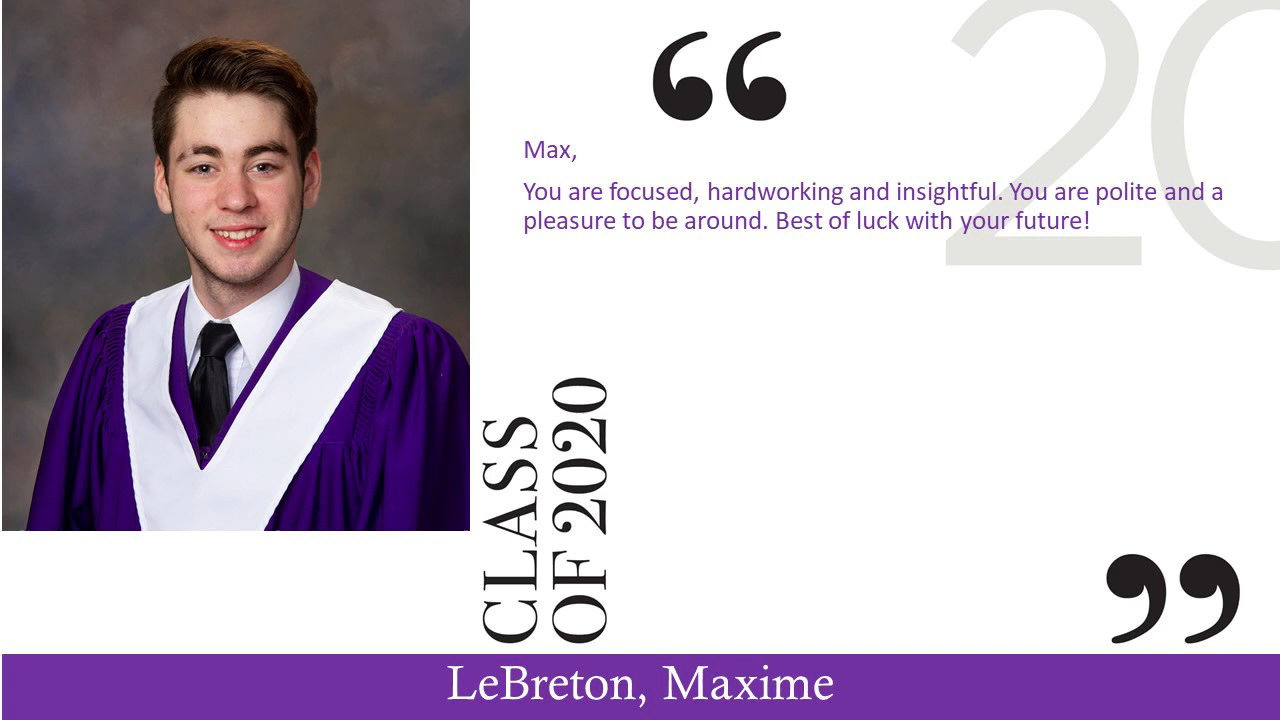 20
“
Max,
You are focused, hardworking and insightful. You are polite and a
pleasure to be around. Best of luck with your future!
CLASS
OF 2020
”
LeBreton, Maxime